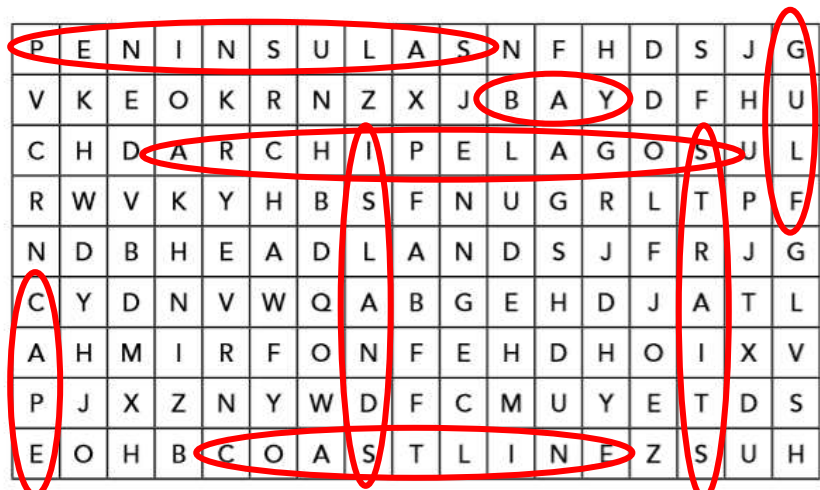 P E N I N S U L A S N F H D S J G
V K E O K R N Z X J B A Y D F H U
C H D A R C H I P E L A G O S U L
R W V K Y H B S F N U G R L T P F
N D B H E A D L A N D S J F R J G
C Y D N V W Q A B G E H D J A T L
A H M I R F O N F E H D H O I X V
P J X Z N Y W D F C M U Y E T D S
E O H B C O A S T L I N E Z S U H